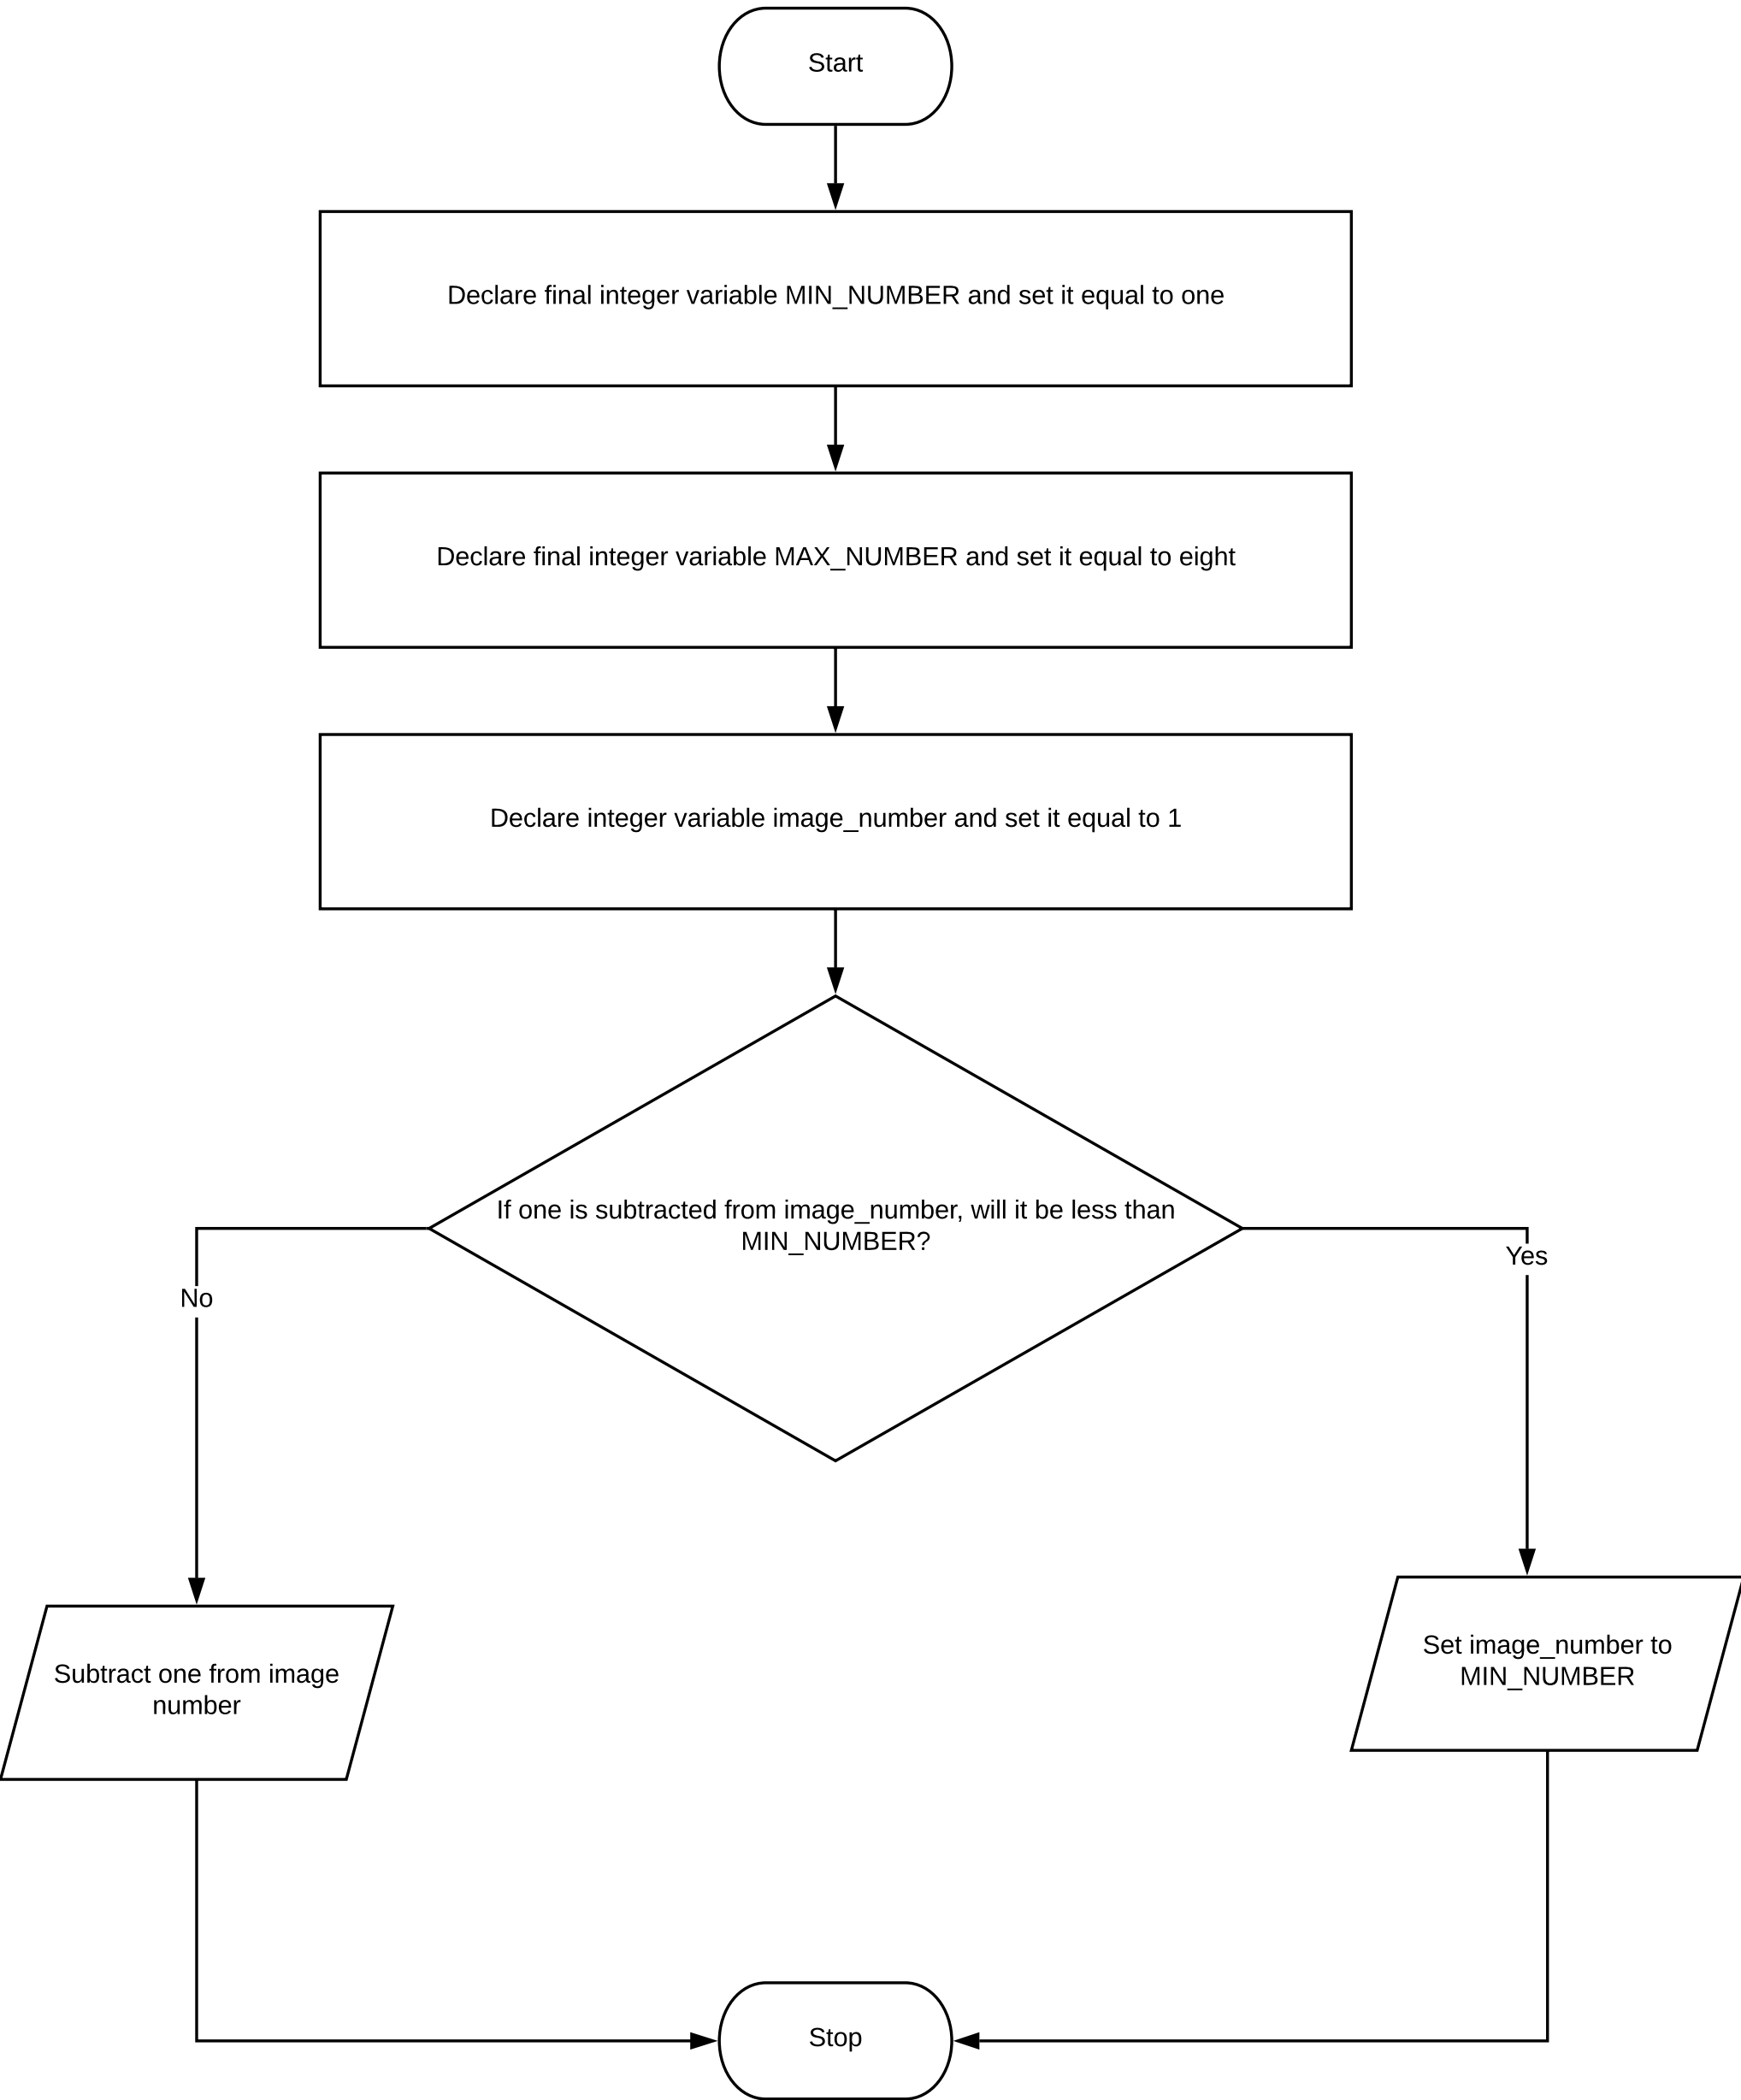 Start
Declare final integer variable MIN_NUMBER and set it equal to one
Declare final integer variable MAX_NUMBER and set it equal to eight
Declare integer variable image_number and set it equal to 1
If one is subtracted from image_number, will it be less than
MIN_NUMBER?
Yes
No
Set image_number to
MIN_NUMBER
Subtract one from image
number
Stop